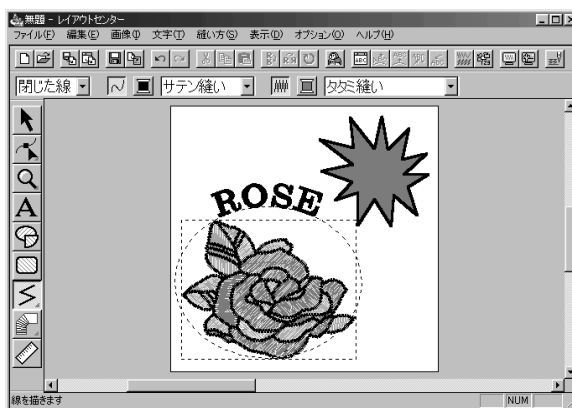 無題 - レイアウトセンター
ファイル(F) 編集(E) 画像(I) 文字(T) 縫い方(S) 表示(D) オプション(O) ヘルプ(H)
閉じた線 サテン縫い タタミ縫い
A
ROSE
線を描きます NUM